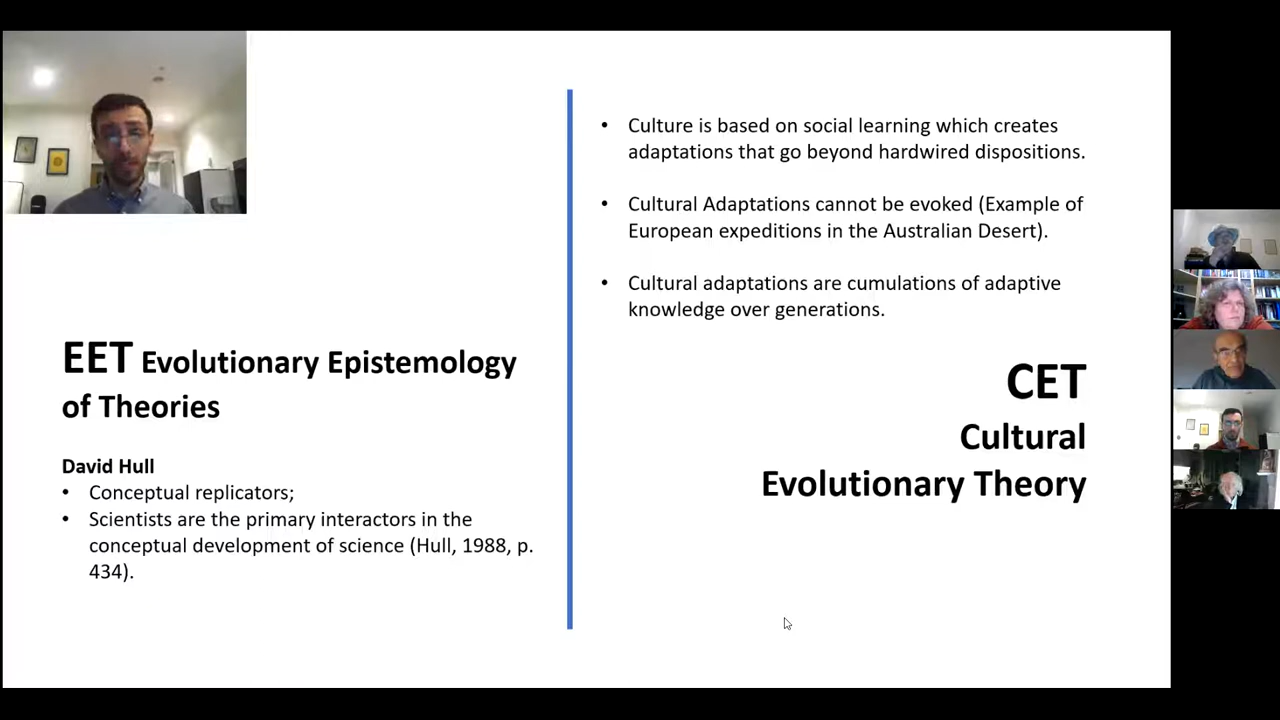 EET Evolutionary Epistemology
of Theories
David Hull
• Conceptual replicators;
• Scientists are the primary interactors in the
conceptual development of science (Hull, 1988, p.
434).
• Culture is based on social learning which creates
adaptations that go beyond hardwired dispositions.
• Cultural Adaptations cannot be evoked (Example of
European expeditions in the Australian Desert).
• Cultural adaptations are cumulations of adaptive
knowledge over generations.
CET
Cultural
Evolutionary Theory